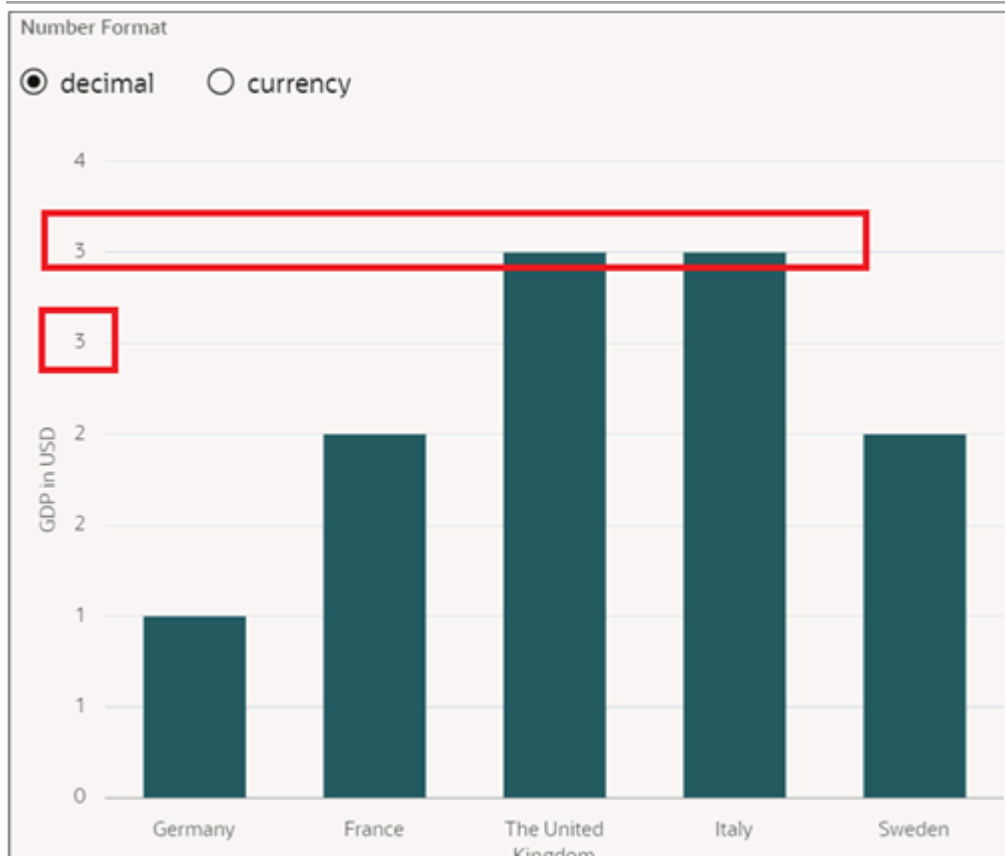 Number Format
decimal
currency
4
3
3
2
2
1
1
0
GDP in USD
Germany
France
The United
Kingdom
Italy
Sweden